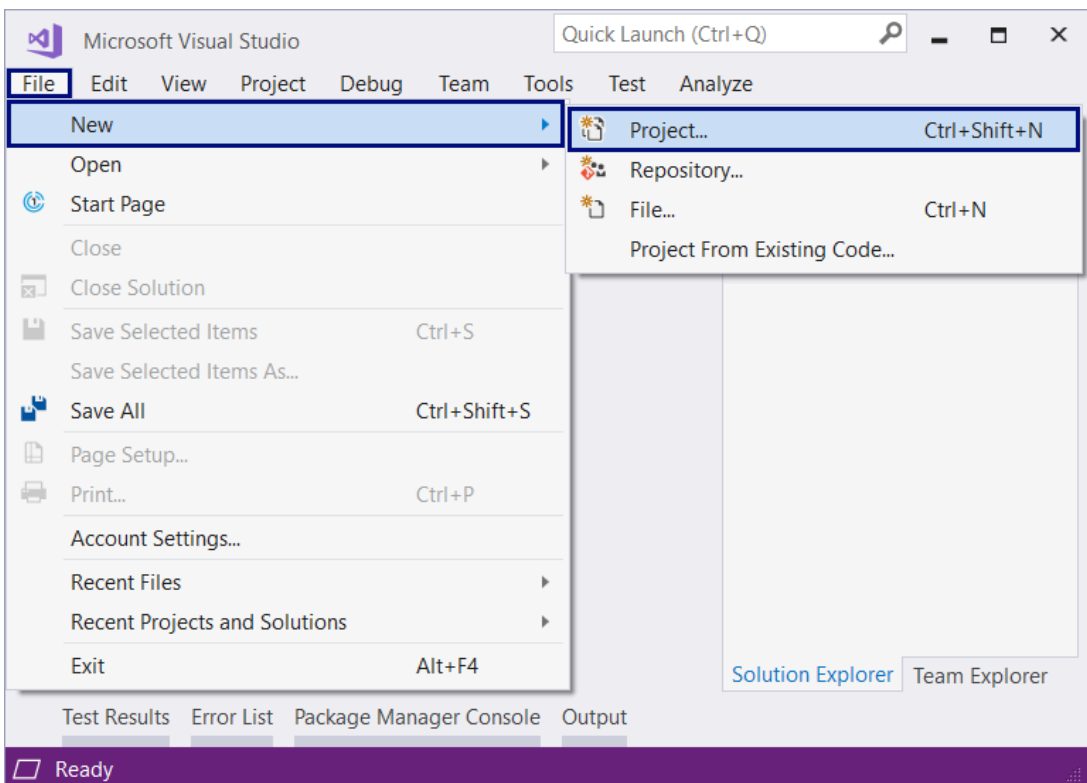 Microsoft Visual Studio Quick Launch (Ctrl+Q)
File Edit View Project Debug Team Tools Test Analyze
New
Project... Ctrl+Shift+N
Open
Repository...
Start Page
File... Ctrl+N
Close
Project From Existing Code...
Close Solution
Save Selected Items Ctrl+S
Save Selected Items As...
Save All Ctrl+Shift+S
Page Setup...
Print... Ctrl+P
Account Settings...
Recent Files
Recent Projects and Solutions
Exit Alt+F4
Solution Explorer Team Explorer
Test Results Error List Package Manager Console Output
Ready